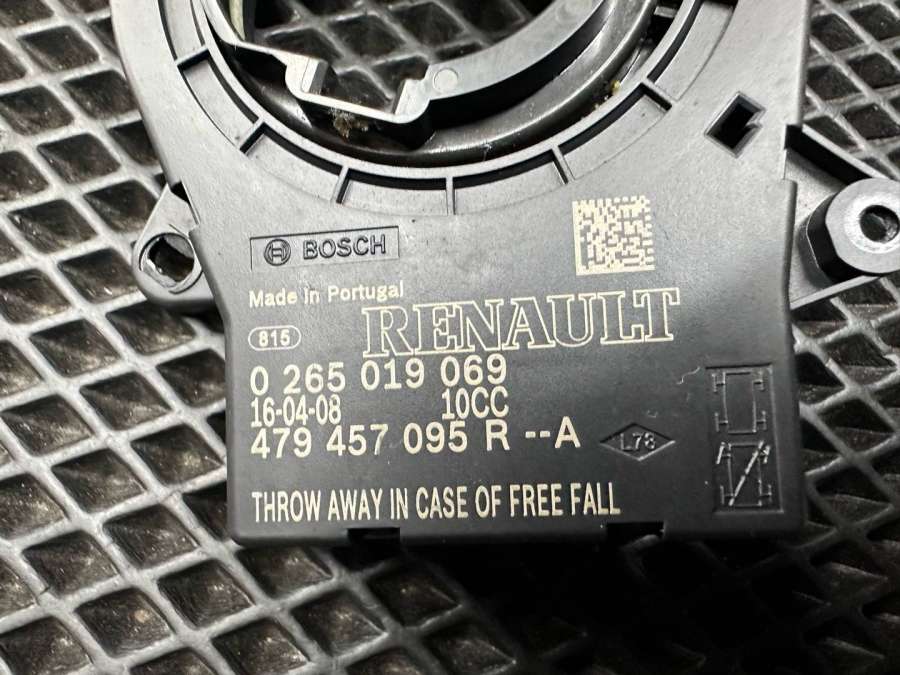 BOSCH
Made in Portugal
RENAULT
815
0 265 019 069
16-04-08 10CC
479 457 095 R --A
L78
THROW AWAY IN CASE OF FREE FALL